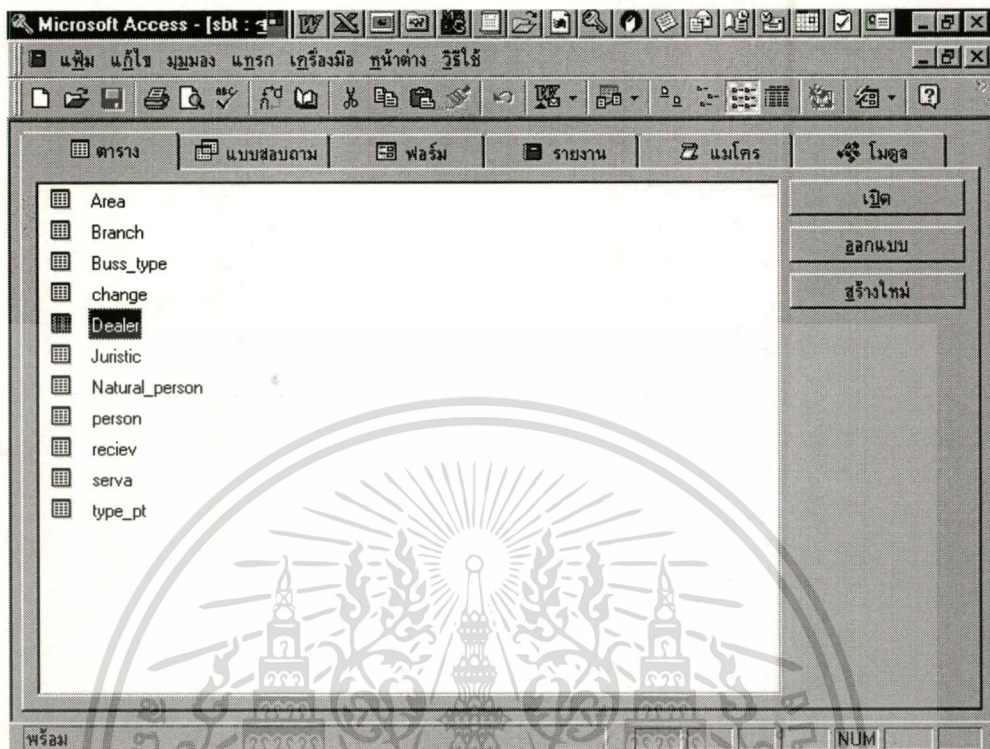 Microsoft Access - [sbt :
แฟ้ม แก้ไข มุมมอง แทรก เครื่องมือ หน้าต่าง วิธีใช้
ตาราง แบบสอบถาม ฟอร์ม รายงาน แมโคร โมดูล
Area
Branch
Buss_type
change
Dealer
Juristic
Natural_person
person
reciev
serva
type_pt
เปิด
ออกแบบ
สร้างใหม่
พร้อม NUM